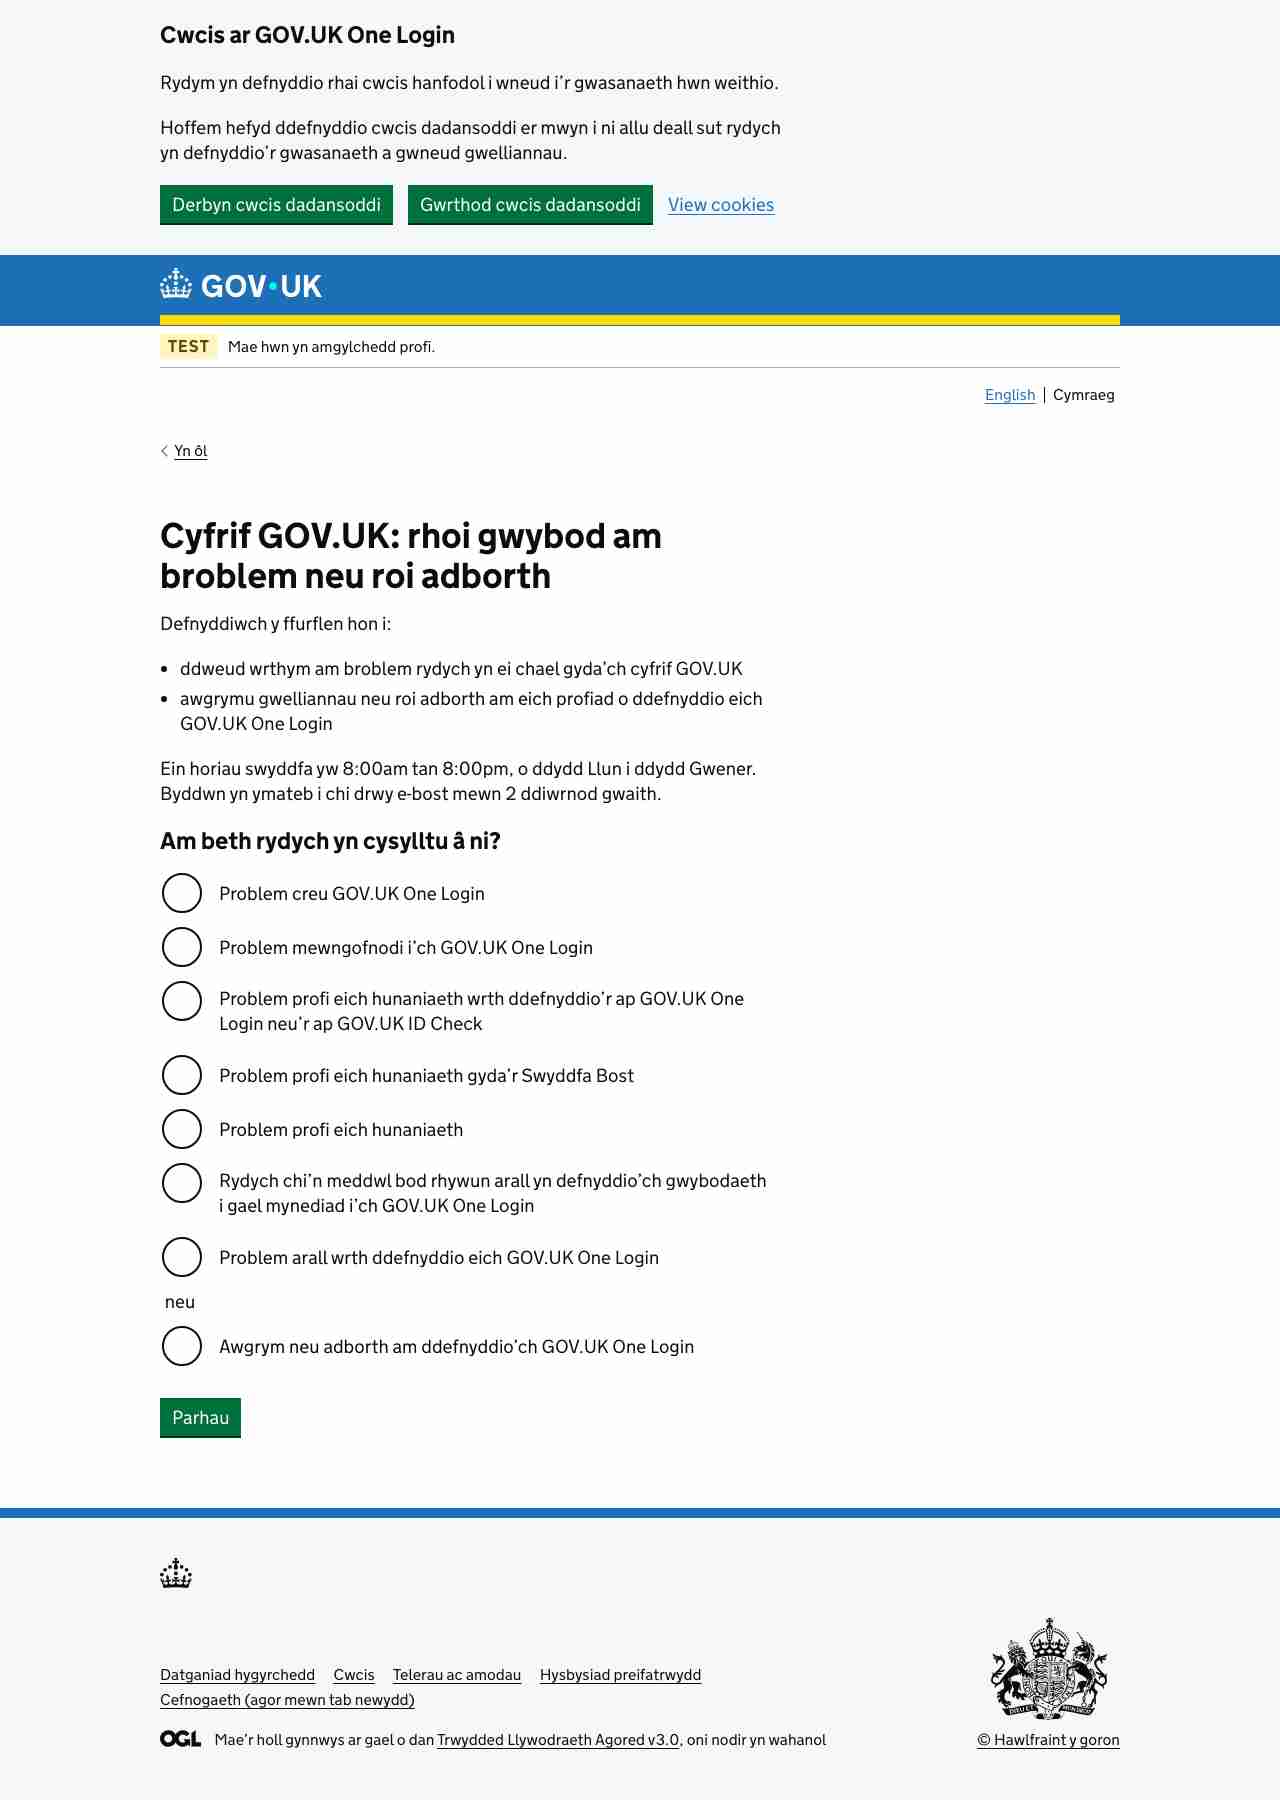 Cwcis ar GOV.UK One Login
Rydym yn defnyddio rhai cwcis hanfodol i wneud i'r gwasanaeth hwn weithio.
Hoffem hefyd ddefnyddio cwcis dadansoddi er mwyn i ni allu deall sut rydych
yn defnyddio'r gwasanaeth a gwneud gwelliannau.
Derbyn cwcis dadansoddi Gwrthod cwcis dadansoddi View cookies
GOV•UK
TEST Mae hwn yn amgylchedd profi.
English | Cymraeg
Yn ôl
Cyfrif GOV.UK: rhoi gwybod am
broblem neu roi adborth
Defnyddiwch y ffurflen hon i:
• ddweud wrthym am broblem rydych yn ei chael gyda'ch cyfrif GOV.UK
• awgrymu gwelliannau neu roi adborth am eich profiad o ddefnyddio eich
GOV.UK One Login
Ein horiau swyddfa yw 8:00am tan 8:00pm, o ddydd Llun i ddydd Gwener.
Byddwn yn ymateb i chi drwy e-bost mewn 2 ddiwrnod gwaith.
Am beth rydych yn cysylltu â ni?
Problem creu GOV.UK One Login
Problem mewngofnodi i'ch GOV.UK One Login
Problem profi eich hunaniaeth wrth ddefnyddio'r ap GOV.UK One
Login neu'r ap GOV.UK ID Check
Problem profi eich hunaniaeth gyda'r Swyddfa Bost
Problem profi eich hunaniaeth
Rydych chi'n meddwl bod rhywun arall yn defnyddio'ch gwybodaeth
i gael mynediad i'ch GOV.UK One Login
Problem arall wrth ddefnyddio eich GOV.UK One Login
neu
Awgrym neu adborth am ddefnyddio'ch GOV.UK One Login
Parhau
Datganiad hygyrchedd Cwcis Telerau ac amodau Hysbysiad preifatrwydd
Cefnogaeth (agor mewn tab newydd)
OGL Mae'r holl gynnwys ar gael o dan Trwydded Llywodraeth Agored v3.0, oni nodir yn wahanol
© Hawlfraint y goron